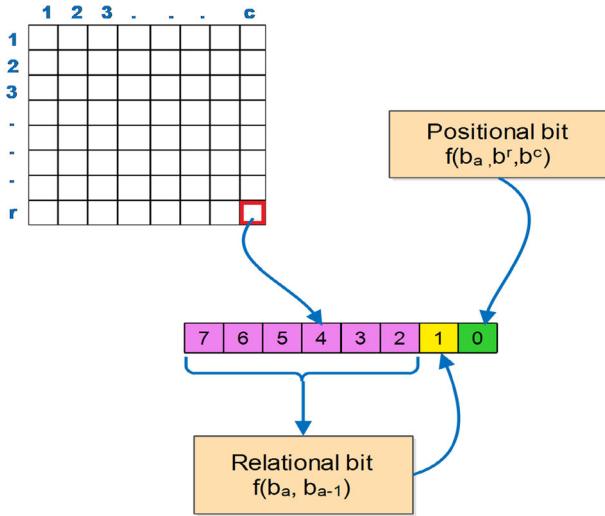 1 2 3 . . . c
1
2
3
-
-
-
r
Positional bit
f(bₐ ,bʳ,bᶜ)
7 6 5 4 3 2 1 0
Relational bit
f(bₐ, bₐ₋₁)